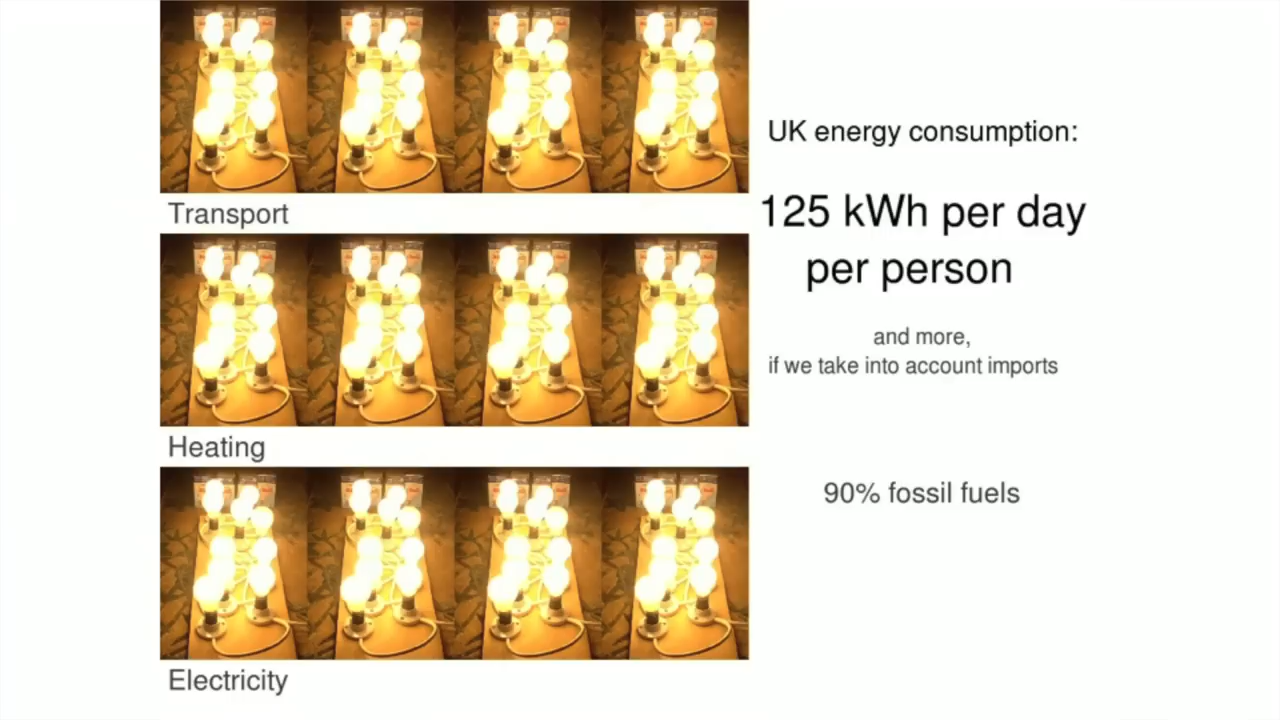 Transport
Heating
Electricity
UK energy consumption:
125 kWh per day
per person
and more,
if we take into account imports
90% fossil fuels